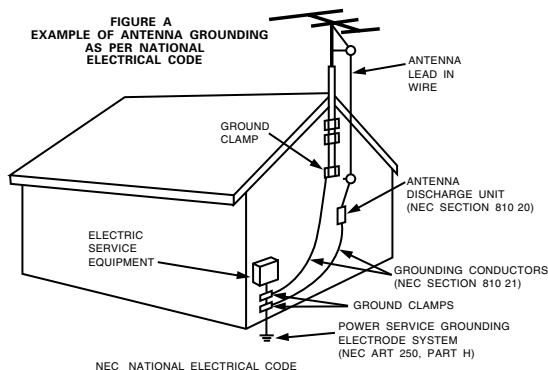 FIGURE A
EXAMPLE OF ANTENNA GROUNDING
AS PER NATIONAL
ELECTRICAL CODE
ANTENNA
LEAD IN
WIRE
GROUND
CLAMP
ANTENNA
DISCHARGE UNIT
(NEC SECTION 810 20)
ELECTRIC
SERVICE
EQUIPMENT
GROUNDING CONDUCTORS
(NEC SECTION 810 21)
GROUND CLAMPS
POWER SERVICE GROUNDING
ELECTRODE SYSTEM
(NEC ART 250, PART H)
NEC NATIONAL ELECTRICAL CODE